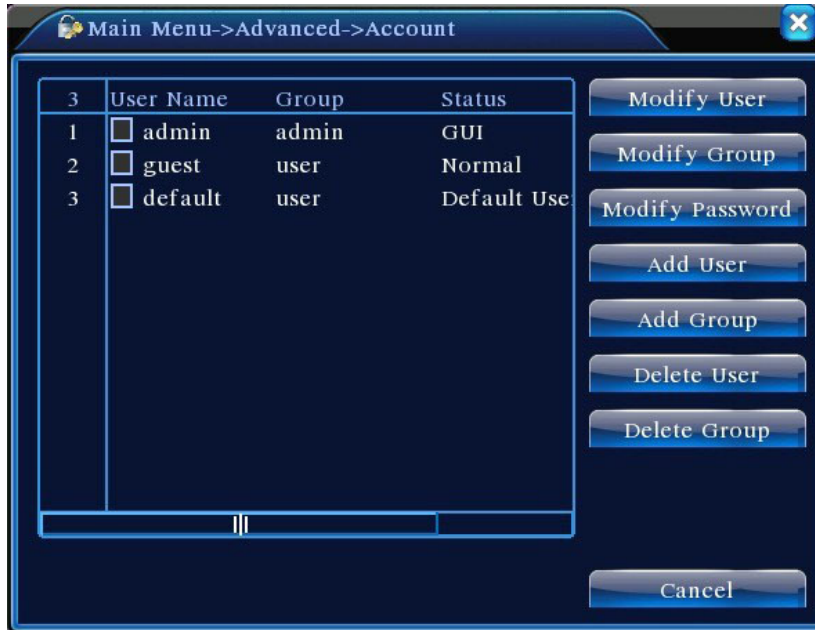 Main Menu->Advanced->Account
3 User Name Group Status
1 admin admin GUI
2 guest user Normal
3 default user Default Use
Modify User
Modify Group
Modify Password
Add User
Add Group
Delete User
Delete Group
Cancel